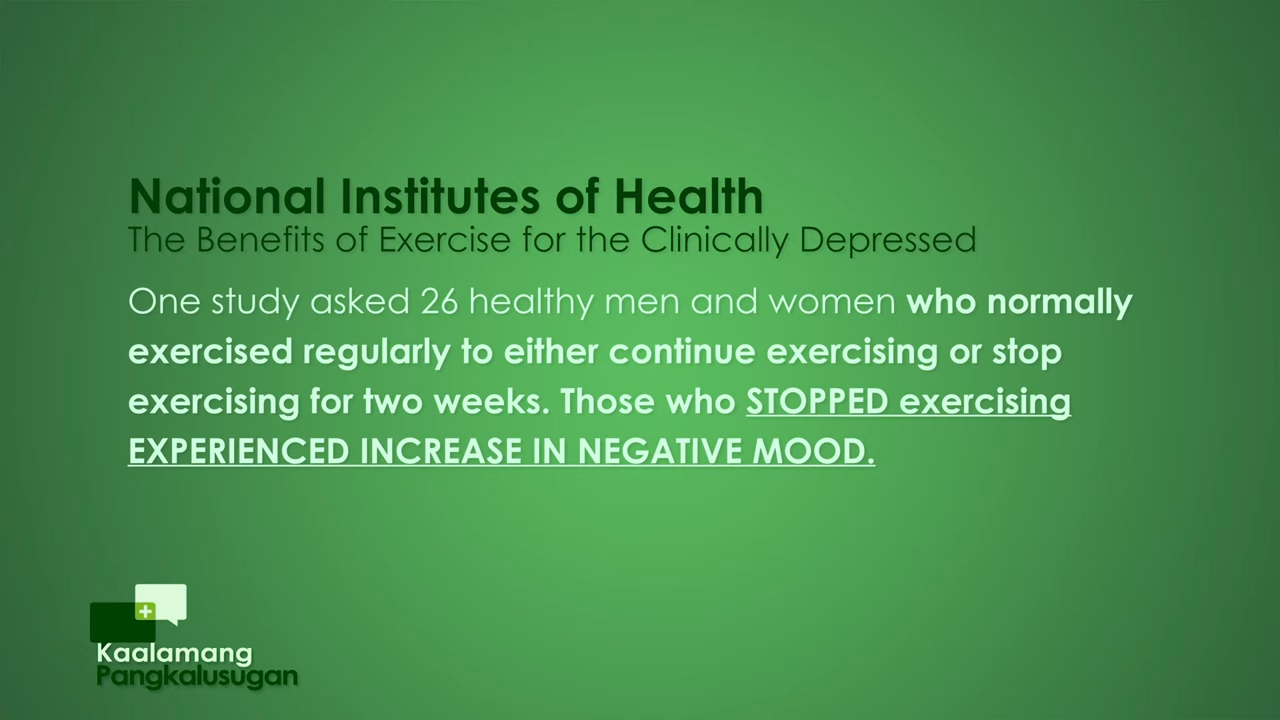 National Institutes of Health
The Benefits of Exercise for the Clinically Depressed
One study asked 26 healthy men and women who normally
exercised regularly to either continue exercising or stop
exercising for two weeks. Those who STOPPED exercising
EXPERIENCED INCREASE IN NEGATIVE MOOD.
Kaalamang
Pangkalusugan